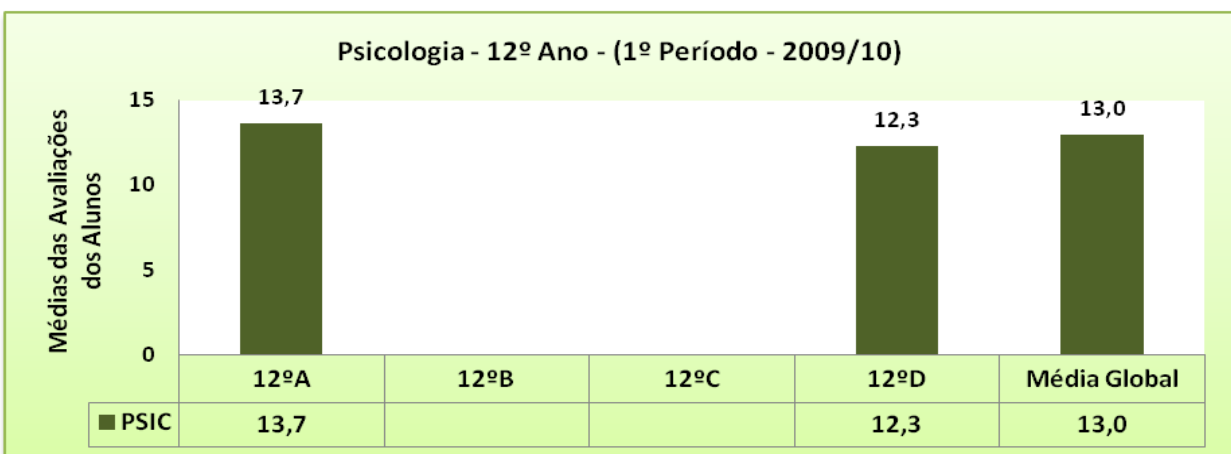 Psicologia - 12º Ano - (1º Período - 2009/10)
Médias das Avaliações
dos Alunos
15
10
5
0
13,7
12,3
13,0
12ºA 12ºB 12ºC 12ºD Média Global
PSIC 13,7 12,3 13,0